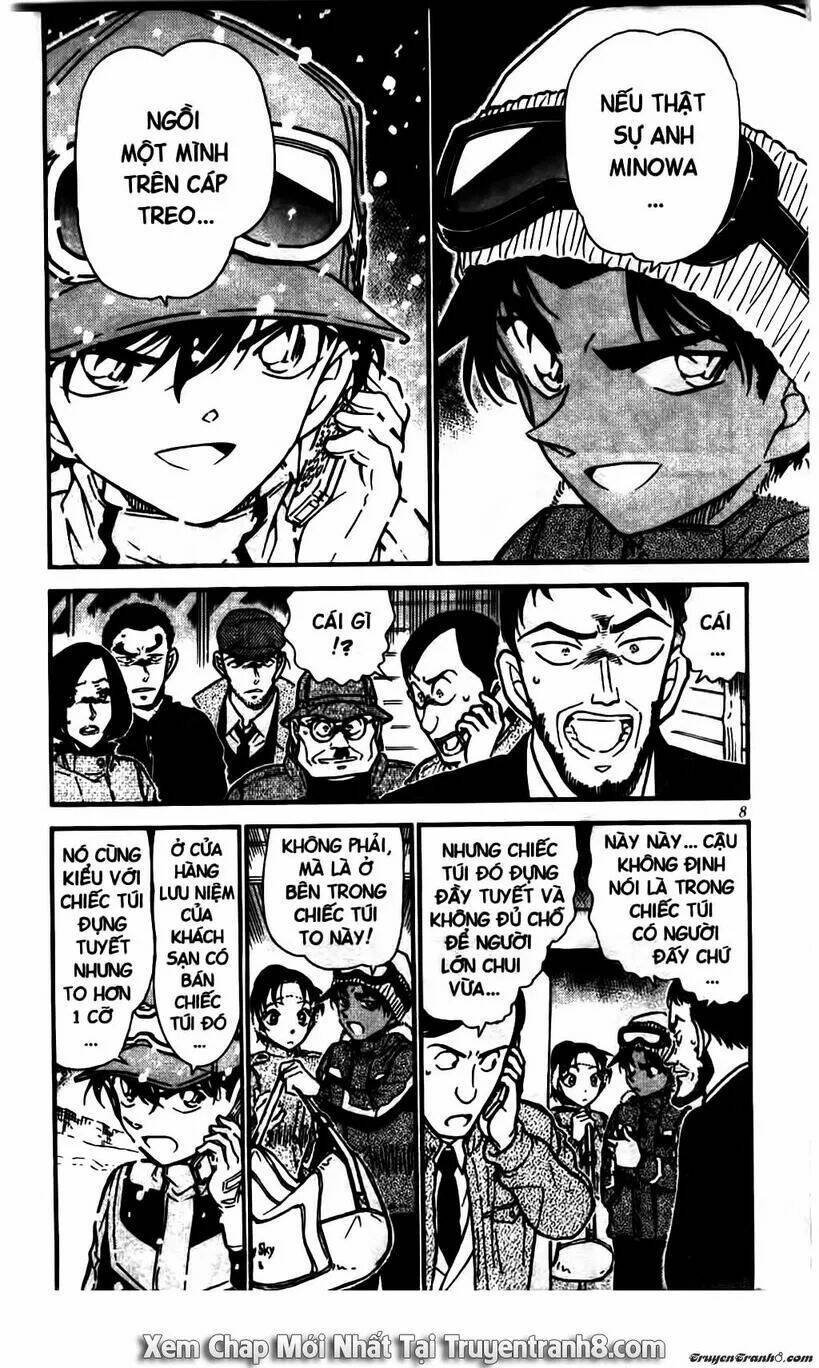 NẾU THẬT
SỰ ANH
MINOWA
...
NGỒI
MỘT MÌNH
TRÊN CÁP
TREO...
CÁI
...
CÁI GÌ
!?
8
NÀY NÀY... CẬU
KHÔNG ĐỊNH
NÓI LÀ TRONG
CHIẾC TÚI
CÓ NGƯỜI
ĐẤY CHỨ
...
NHƯNG CHIẾC
TÚI ĐÓ ĐỰNG
ĐẦY TUYẾT VÀ
KHÔNG ĐỦ CHỖ
ĐỂ NGƯỜI
LỚN CHUI
VỪA...
KHÔNG PHẢI,
MÀ LÀ Ở
BÊN TRONG
CHIẾC TÚI
TO NÀY!
Sky
Ở CỬA
HÀNG
LƯU NIỆM
CỦA
KHÁCH
SẠN CÓ
BÁN
CHIẾC
TÚI ĐÓ
...
NÓ CÙNG
KIỂU VỚI
CHIẾC TÚI
ĐỰNG
TUYẾT
NHƯNG
TO HƠN
1 CỠ
...
Xem Chap Mới Nhất Tại Truyentranh8.com
TruyenTranh8.com